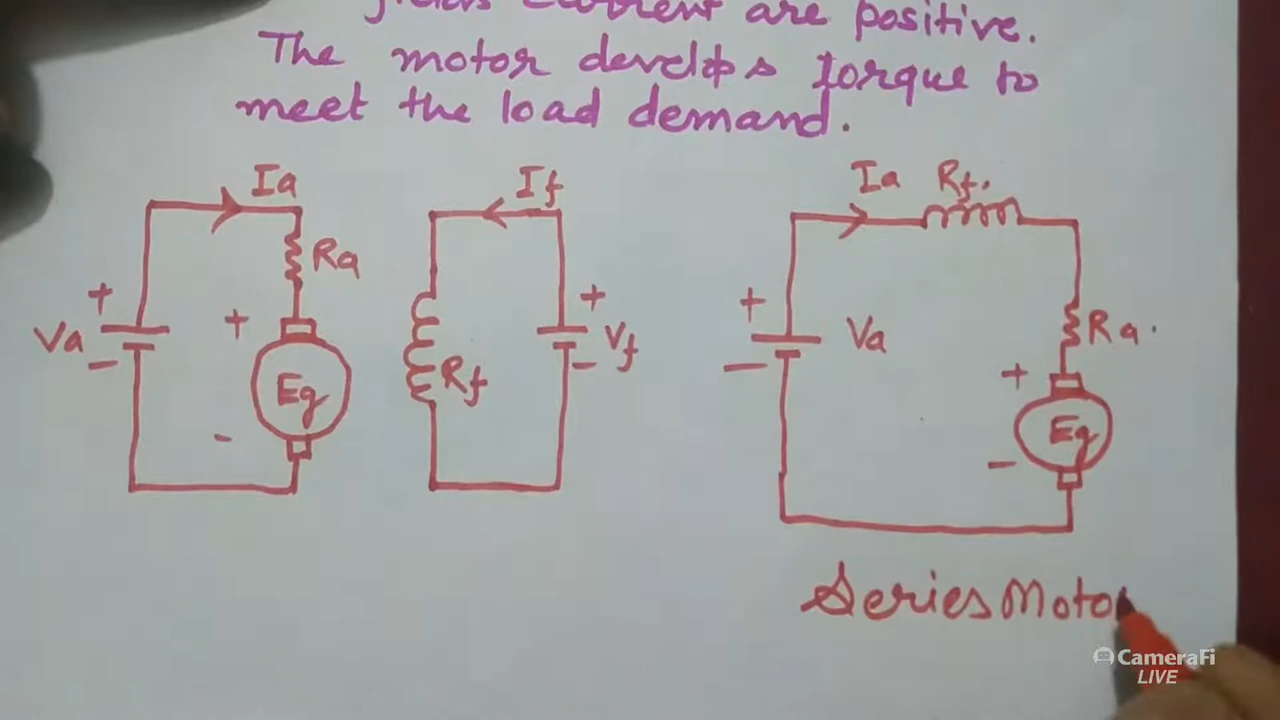 fields current are positive.
The motor develops torque to
meet the load demand.
Ia
Ra
+
Va
-
+
Eg
-
If
Rf
+
Vf
-
Ia Rf.
+
Va
-
Ra.
+
Eg
-
Series Motor
CameraFi
LIVE